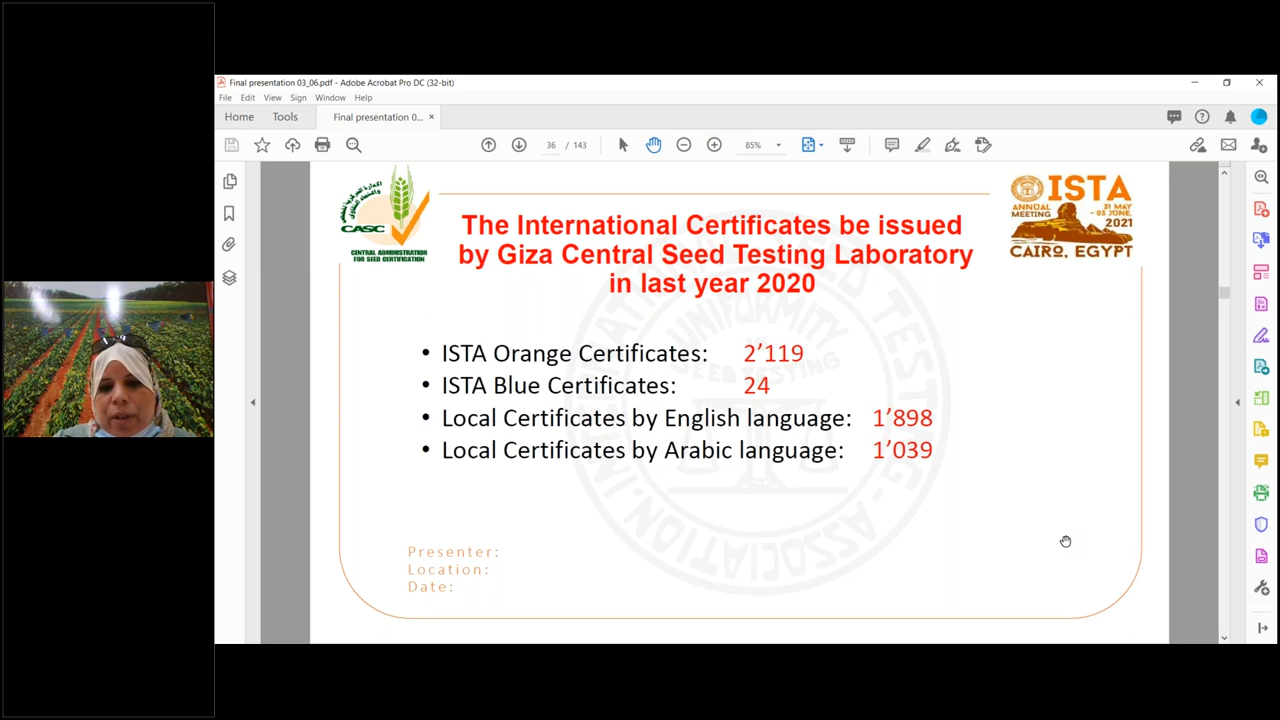 Final presentation 03_06.pdf - Adobe Acrobat Pro DC (32-bit)
File Edit View Sign Window Help
Home Tools Final presentation 0... ×
36 / 143 85%
CASC
CENTRAL ADMINISTRATION
FOR SEED CERTIFICATION
ISTA
ANNUAL
MEETING
31 MAY
- 03 JUNE.
2021
CAIRO, EGYPT
The International Certificates be issued
by Giza Central Seed Testing Laboratory
in last year 2020
• ISTA Orange Certificates: 2’119
• ISTA Blue Certificates: 24
• Local Certificates by English language: 1’898
• Local Certificates by Arabic language: 1’039
Presenter:
Location:
Date: